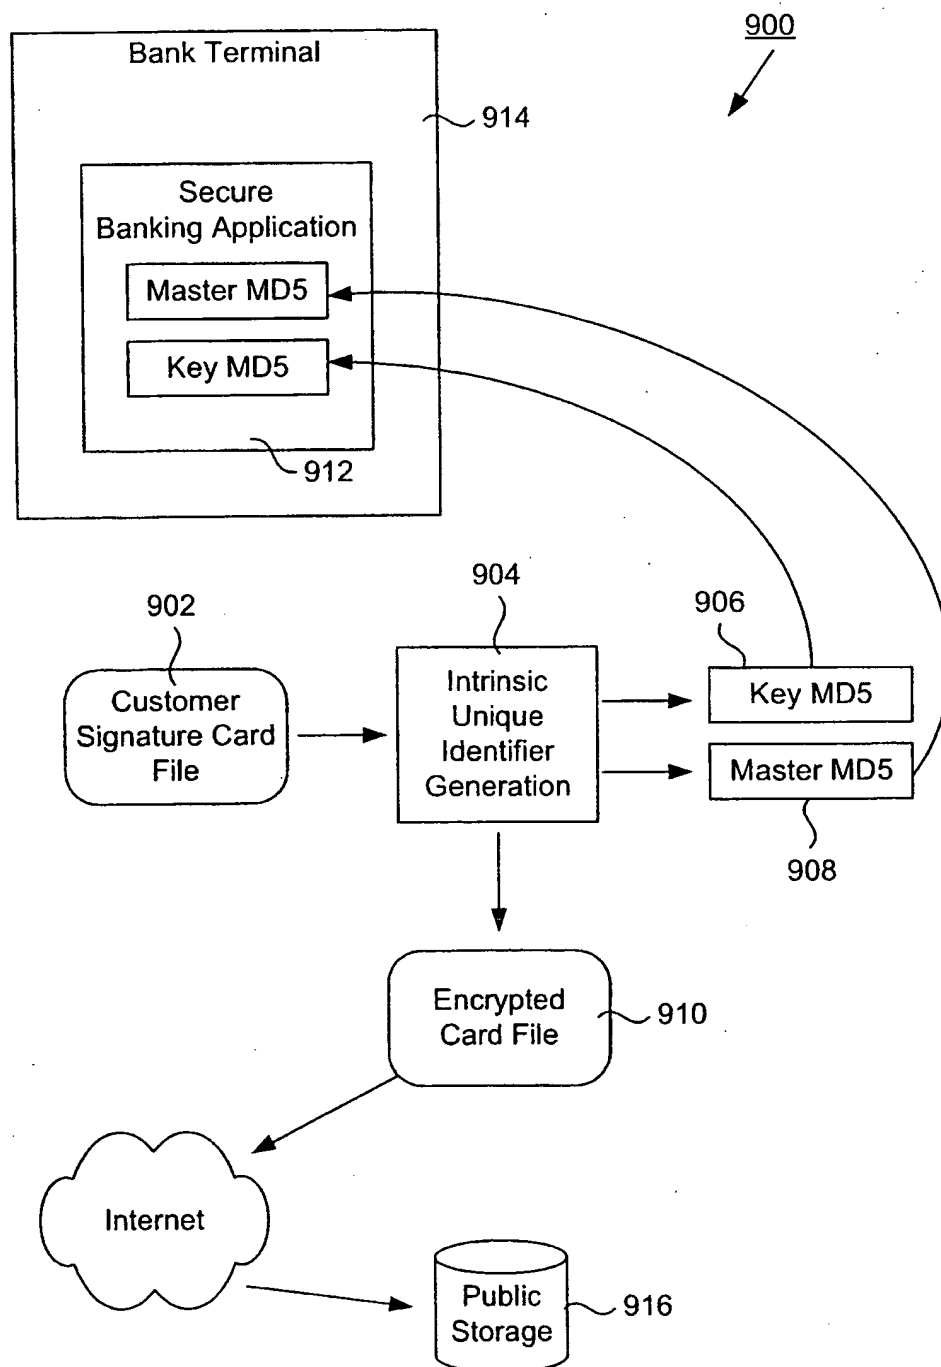 900
Bank Terminal
914
Secure
Banking Application
Master MD5
Key MD5
912
902
904
906
Customer
Signature Card
File
Intrinsic
Unique
Identifier
Generation
Key MD5
Master MD5
908
Encrypted
Card File
910
Internet
Public
Storage
916